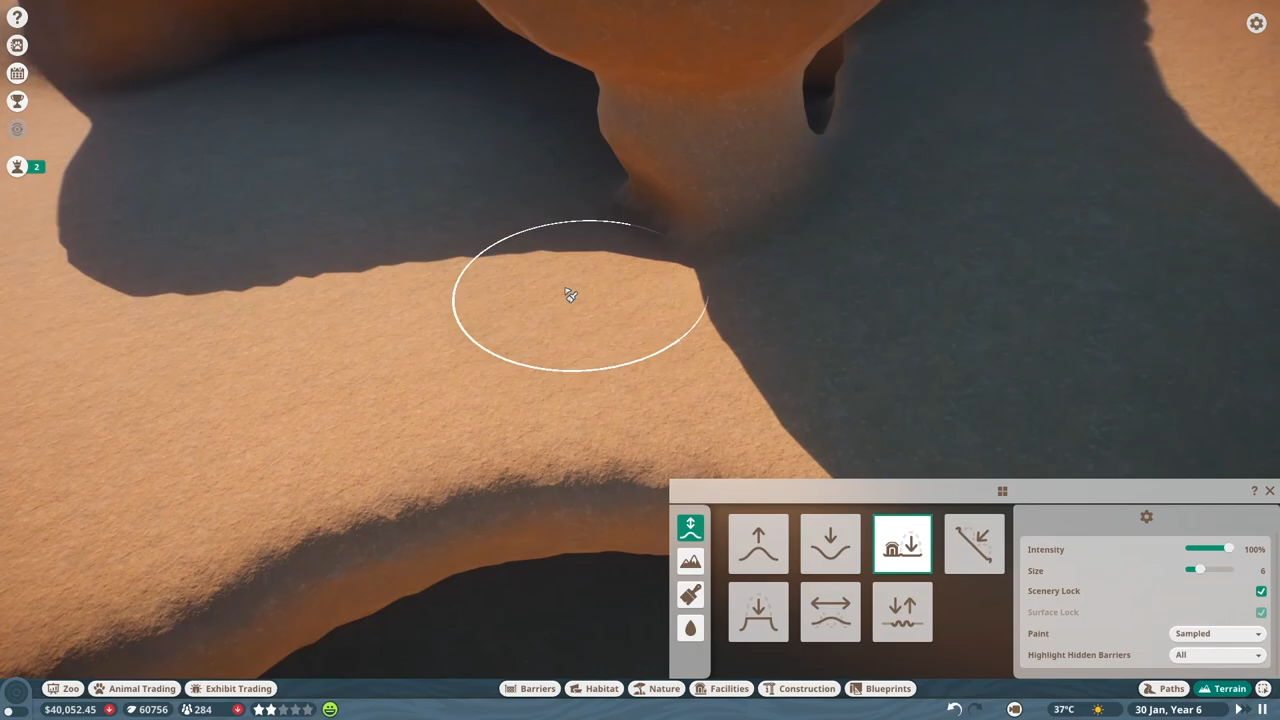 ?
2
? 
Intensity 100%
Size 6
Scenery Lock
Surface Lock
Paint Sampled
Highlight Hidden Barriers All
Zoo Animal Trading Exhibit Trading Barriers Habitat Nature Facilities Construction Blueprints Paths Terrain
$40,052.45 60756 284 37°C 30 Jan, Year 6